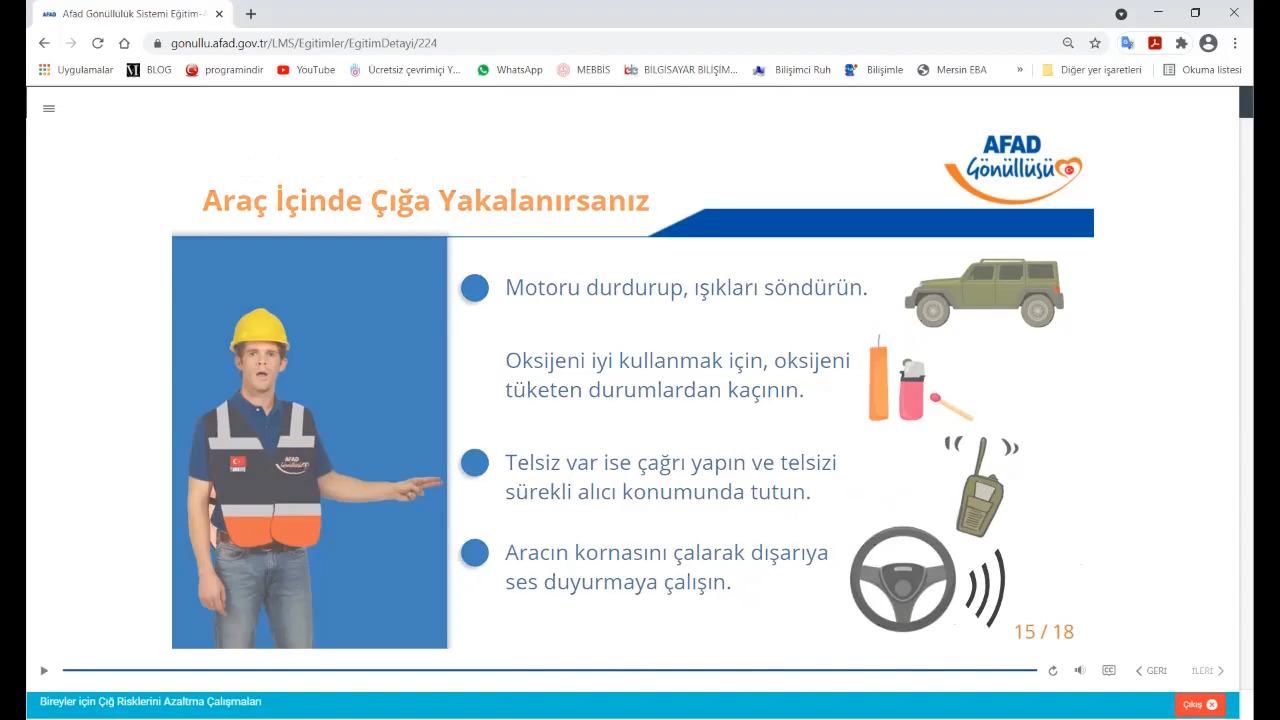 Afad Gönüllülük Sistemi Eğitim-A
gonullu.afad.gov.tr/LMS/Egitimler/EgitimDetayi/224
Uygulamalar
BLOG
programindir
YouTube
Ücretsiz çevrimiçi Y...
WhatsApp
MEBBİS
BİLGİSAYAR BİLİŞİM...
Bilişimci Ruh
Bilişimle
Mersin EBA
»
Diğer yer işaretleri
Okuma listesi
AFAD
Gönüllüsü
Araç İçinde Çığa Yakalanırsanız
Motoru durdurup, ışıkları söndürün.
Oksijeni iyi kullanmak için, oksijeni
tüketen durumlardan kaçının.
Telsiz var ise çağrı yapın ve telsizi
sürekli alıcı konumunda tutun.
Aracın kornasını çalarak dışarıya
ses duyurmaya çalışın.
AFAD
Gönüllüsü
15 / 18
CC
GERİ
İLERİ
Bireyler için Çığ Risklerini Azaltma Çalışmaları
Çıkış